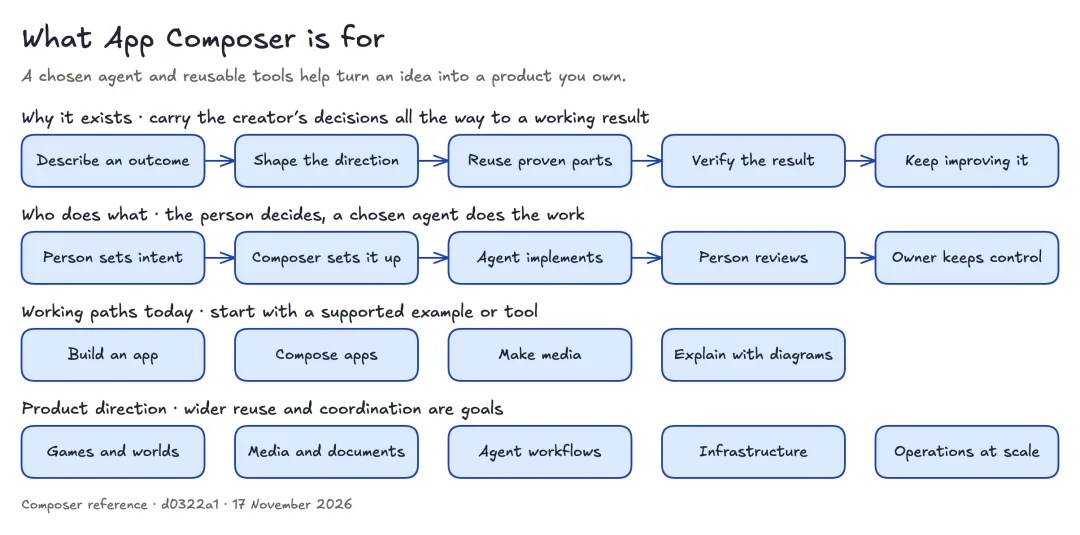 What App Composer is for
A chosen agent and reusable tools help turn an idea into a product you own.
Why it exists · carry the creator's decisions all the way to a working result
Describe an outcome
Shape the direction
Reuse proven parts
Verify the result
Keep improving it
Who does what · the person decides, a chosen agent does the work
Person sets intent
Composer sets it up
Agent implements
Person reviews
Owner keeps control
Working paths today · start with a supported example or tool
Build an app
Compose apps
Make media
Explain with diagrams
Product direction · wider reuse and coordination are goals
Games and worlds
Media and documents
Agent workflows
Infrastructure
Operations at scale
Composer reference · d0322a1 · 17 November 2026